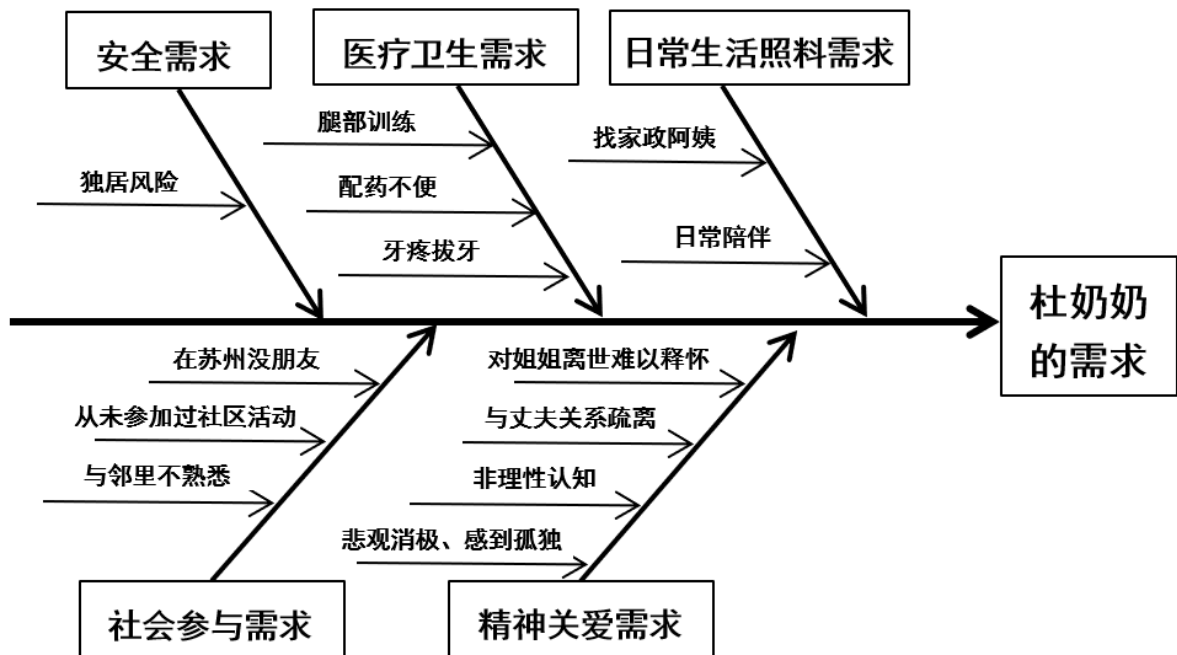 安全需求
医疗卫生需求
日常生活照料需求
腿部训练
找家政阿姨
独居风险
配药不便
牙疼拔牙
日常陪伴
杜奶奶
的需求
在苏州没朋友
对姐姐离世难以释怀
从未参加过社区活动
与丈夫关系疏离
与邻里不熟悉
非理性认知
悲观消极、感到孤独
社会参与需求
精神关爱需求